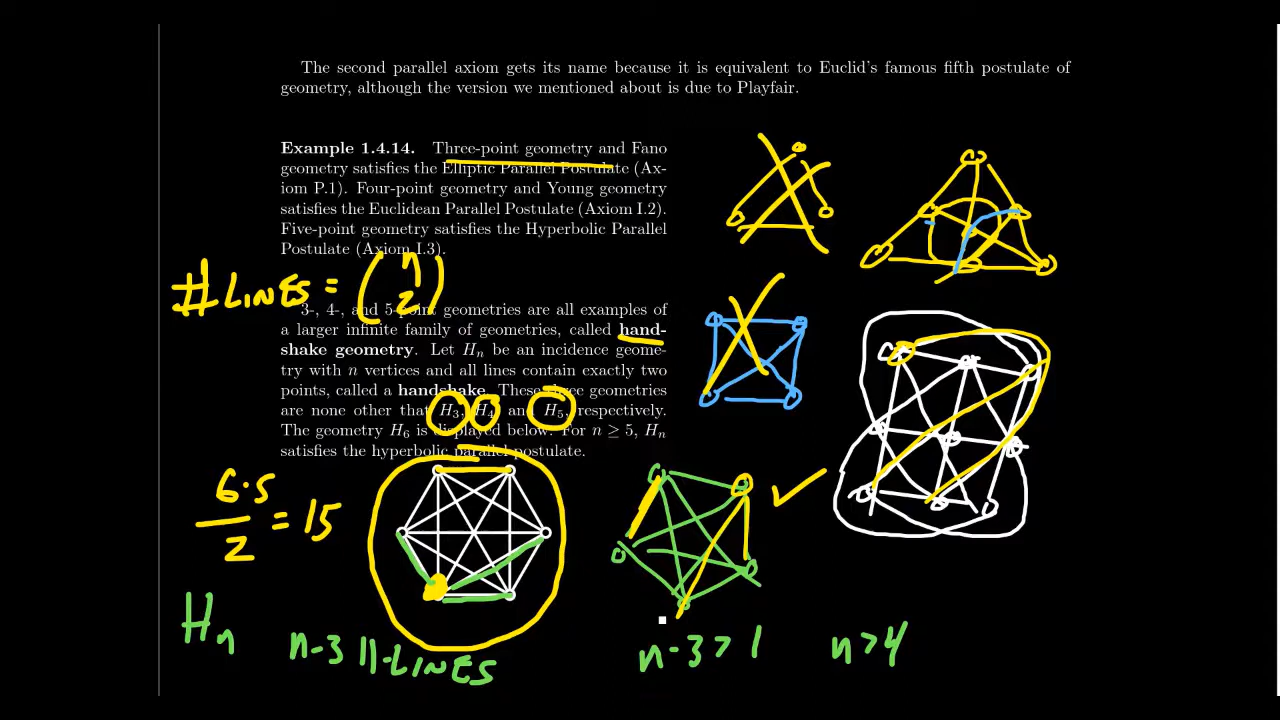 The second parallel axiom gets its name because it is equivalent to Euclid's famous fifth postulate of
geometry, although the version we mentioned about is due to Playfair.
Example 1.4.14. Three-point geometry and Fano
geometry satisfies the Elliptic Parallel Postulate (Ax-
iom P.1). Four-point geometry and Young geometry
satisfies the Euclidean Parallel Postulate (Axiom I.2).
Five-point geometry satisfies the Hyperbolic Parallel
Postulate (Axiom I.3).
# LINES = (n 2)
3-, 4-, and 5-point geometries are all examples of
a larger infinite family of geometries, called hand-
shake geometry. Let Hn be an incidence geome-
try with n vertices and all lines contain exactly two
points, called a handshake. These three geometries
are none other that H3, H4 and H5, respectively.
The geometry H6 is displayed below. For n ≥ 5, Hn
satisfies the hyperbolic parallel postulate.
6·5/2 = 15
Hn n-3 ||-LINES n-3>1 n>4